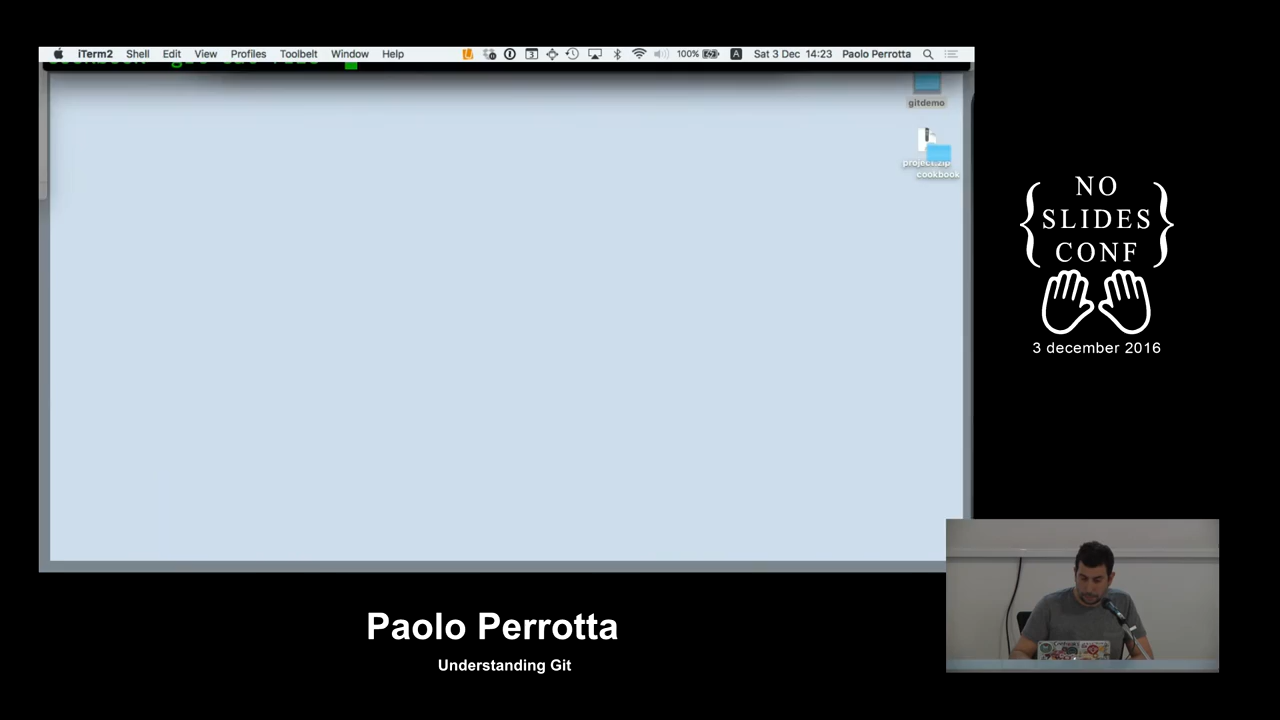 iTerm2 Shell Edit View Profiles Toolbelt Window Help 100% Sat 3 Dec 14:23 Paolo Perrotta
gitdemo
project.zip
cookbook
NO
SLIDES
CONF
3 december 2016
Paolo Perrotta
Understanding Git